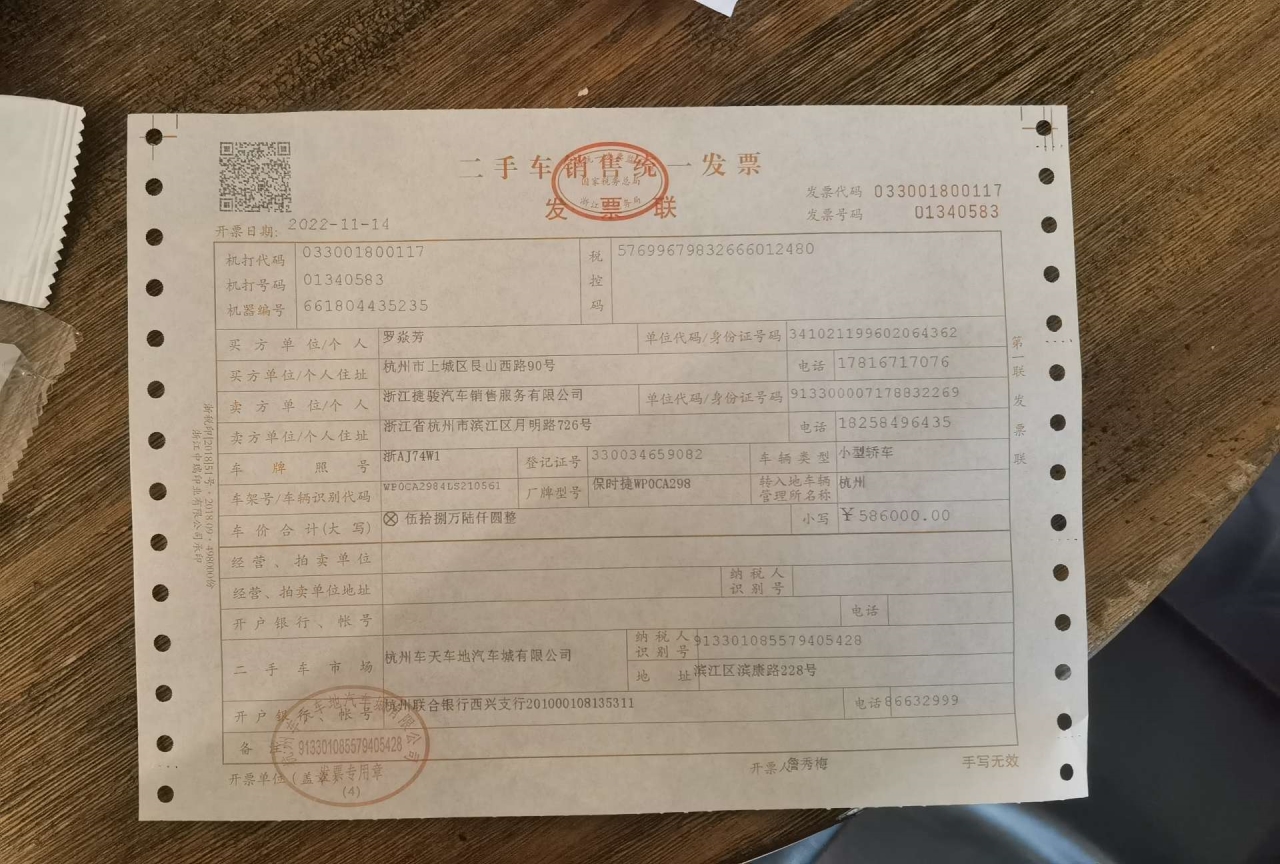 二手车销售统一发票
发票联
国家税务总局
发票代码 033001800117
发票号码 01340583
开票日期: 2022-11-14
机打代码 033001800117
机打号码 01340583
机器编号 661804435235
税控码 57699679832666012480
买方单位/个人 罗焱芳 单位代码/身份证号码 341021199602064362
买方单位/个人住址 杭州市上城区艮山西路90号 电话 17816717076
卖方单位/个人 浙江捷骏汽车销售服务有限公司 单位代码/身份证号码 913300007178832269
卖方单位/个人住址 浙江省杭州市滨江区月明路726号 电话 18258496435
车牌照号 浙AJ74W1 登记证号 330034659082 车辆类型 小型轿车
车架号/车辆识别代码 WP0CA2984LS210561 厂牌型号 保时捷WP0CA298 转入地车辆管理所名称 杭州
车价合计(大写) ⊗ 伍拾捌万陆仟圆整 小写 ￥586000.00
经营、拍卖单位
经营、拍卖单位地址 纳税人识别号
开户银行、帐号 电话
二手车市场 杭州车天车地汽车城有限公司 纳税人识别号 913301085579405428
地址 滨江区滨康路228号
开户银行、帐号 杭州联合银行西兴支行201000108135311 电话 86632999
备注
913301085579405428
发票专用章
(4)
开票单位(盖章) 开票人 詹秀梅 手写无效
第一联 发票联